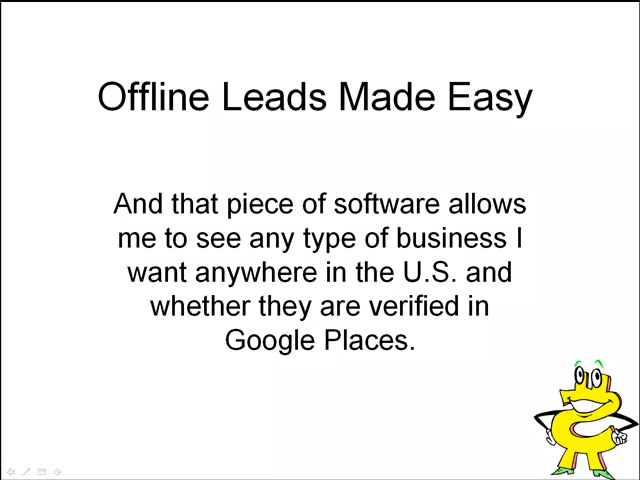 Offline Leads Made Easy
And that piece of software allows
me to see any type of business I
want anywhere in the U.S. and
whether they are verified in
Google Places.